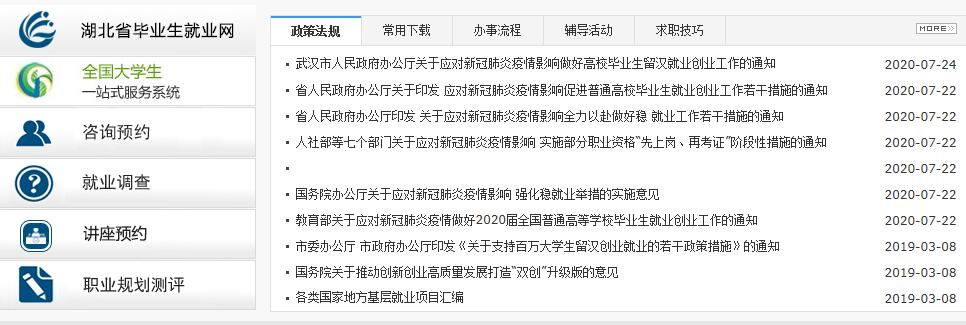 湖北省毕业生就业网
全国大学生
一站式服务系统
咨询预约
就业调查
讲座预约
职业规划测评
政策法规 常用下载 办事流程 辅导活动 求职技巧 MORE>>
武汉市人民政府办公厅关于应对新冠肺炎疫情影响做好高校毕业生留汉就业创业工作的通知 2020-07-24
省人民政府办公厅关于印发 应对新冠肺炎疫情影响促进普通高校毕业生就业创业工作若干措施的通知 2020-07-22
省人民政府办公厅印发 关于应对新冠肺炎疫情影响全力以赴做好稳 就业工作若干措施的通知 2020-07-22
人社部等七个部门关于应对新冠肺炎疫情影响 实施部分职业资格“先上岗、再考证”阶段性措施的通知 2020-07-22
2020-07-22
国务院办公厅关于应对新冠肺炎疫情影响 强化稳就业举措的实施意见 2020-07-22
教育部关于应对新冠肺炎疫情做好2020届全国普通高等学校毕业生就业创业工作的通知 2020-07-22
市委办公厅 市政府办公厅印发《关于支持百万大学生留汉创业就业的若干政策措施》的通知 2019-03-08
国务院关于推动创新创业高质量发展打造“双创”升级版的意见 2019-03-08
各类国家地方基层就业项目汇编 2019-03-08